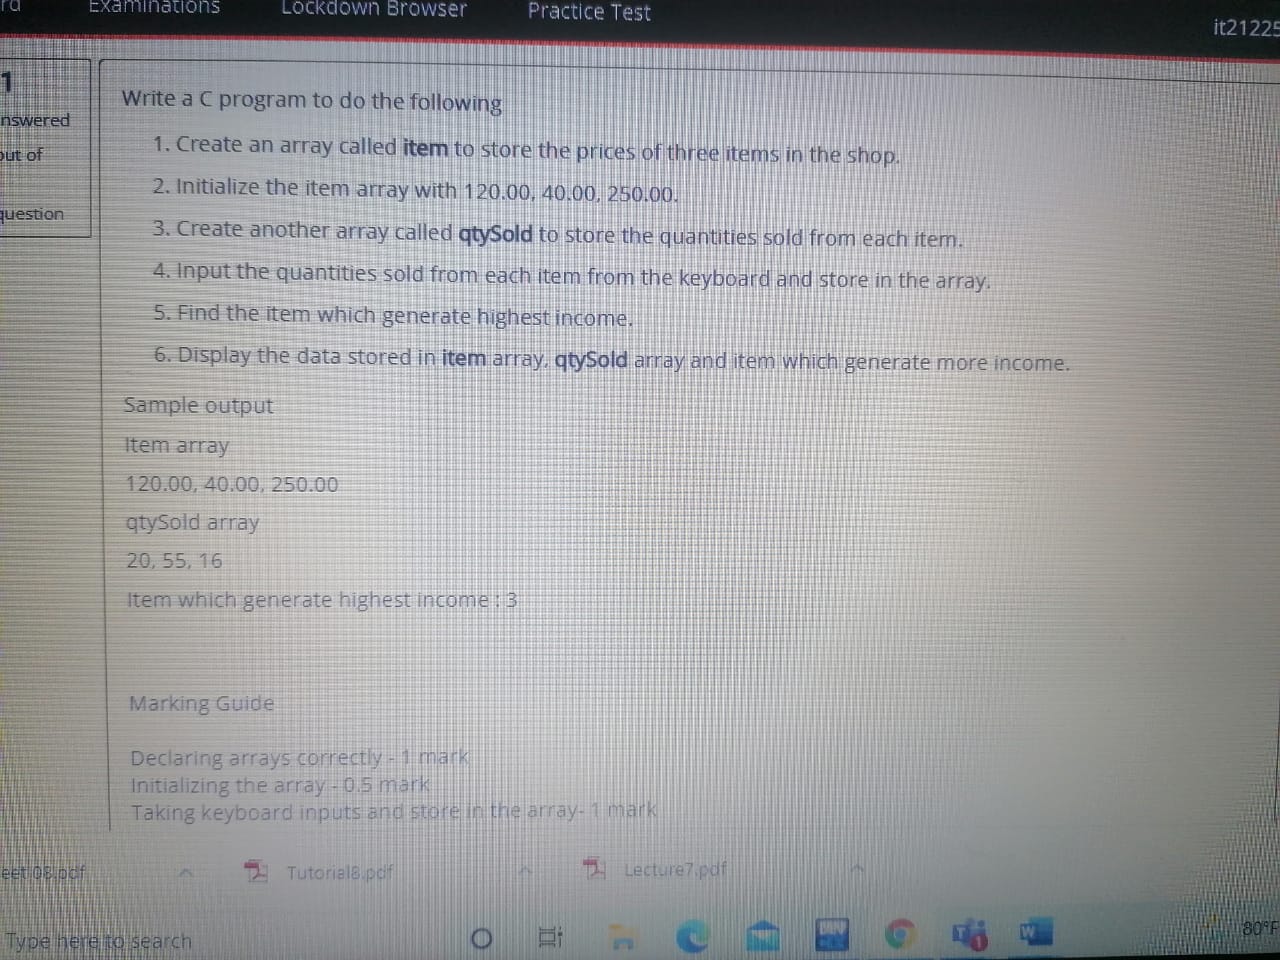 Examinations Lockdown Browser Practice Test
it21225
1
nswered
out of
question
Write a C program to do the following
1. Create an array called item to store the prices of three items in the shop.
2. Initialize the item array with 120.00, 40.00, 250.00.
3. Create another array called qtySold to store the quantities sold from each item.
4. Input the quantities sold from each item from the keyboard and store in the array.
5. Find the item which generate highest income.
6. Display the data stored in item array, qtySold array and item which generate more income.
Sample output
Item array
120.00, 40.00, 250.00
qtySold array
20, 55, 16
Item which generate highest income : 3
Marking Guide
Declaring arrays correctly - 1 mark
Initializing the array - 0.5 mark
Taking keyboard inputs and store in the array- 1 mark
eet 08.pdf Tutorial8.pdf Lecture7.pdf
Type here to search
80°F